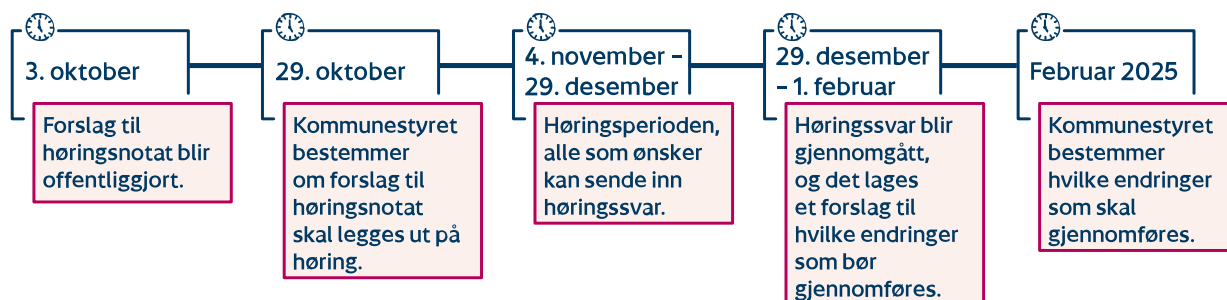 3. oktober
Forslag til
høringsnotat blir
offentliggjort.
29. oktober
Kommunestyret
bestemmer
om forslag til
høringsnotat
skal legges ut på
høring.
4. november –
29. desember
Høringsperioden,
alle som ønsker
kan sende inn
høringssvar.
29. desember
– 1. februar
Høringssvar blir
gjennomgått,
og det lages
et forslag til
hvilke endringer
som bør
gjennomføres.
Februar 2025
Kommunestyret
bestemmer
hvilke endringer
som skal
gjennomføres.